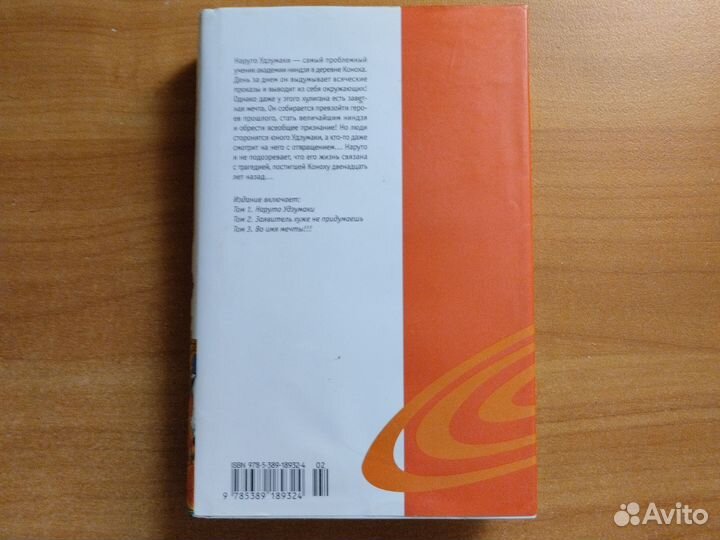 Наруто Удзумаки — самый проблемный
ученик академии ниндзя в деревне Коноха.
День за днем он выдумывает всяческие
проказы и выводит из себя окружающих!
Однако даже у этого хулигана есть завет-
ная мечта. Он собирается превзойти геро-
ев прошлого, стать величайшим ниндзя
и обрести всеобщее признание! Но люди
сторонятся юного Удзумаки, а кто-то даже
смотрит на него с отвращением… Наруто
и не подозревает, что его жизнь связана
с трагедией, постигшей Коноху двенадцать
лет назад…
Издание включает:
Том 1. Наруто Удзумаки
Том 2. Заявитель хуже не придумаешь
Том 3. Во имя мечты!!!
ISBN 978-5-389-18932-4
02
9 785389 189324
Avito